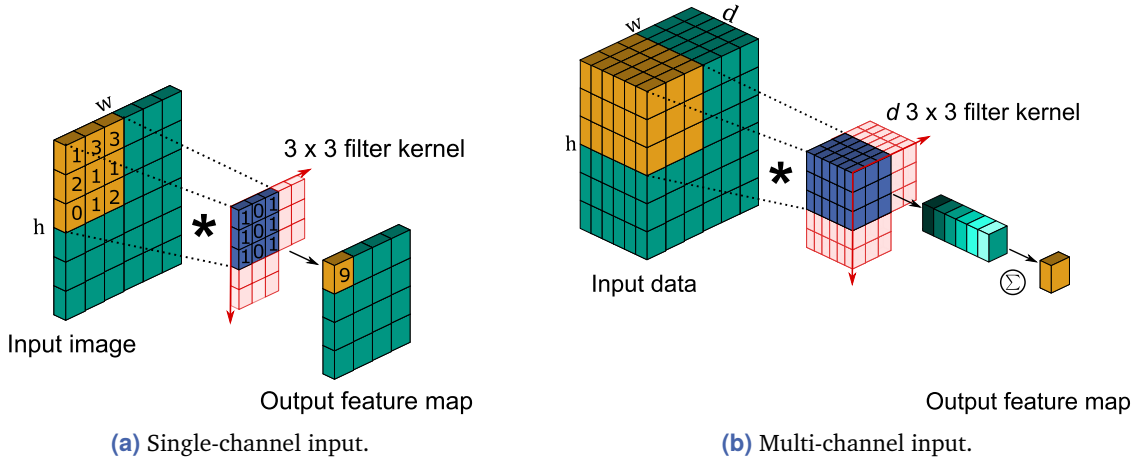 w
1 3 3
2 1 1
0 1 2
h
*
3 x 3 filter kernel
1 0 1
1 0 1
1 0 1
9
Input image
Output feature map
(a) Single-channel input.
w
d
h
*
d 3 x 3 filter kernel
Σ
Input data
Output feature map
(b) Multi-channel input.